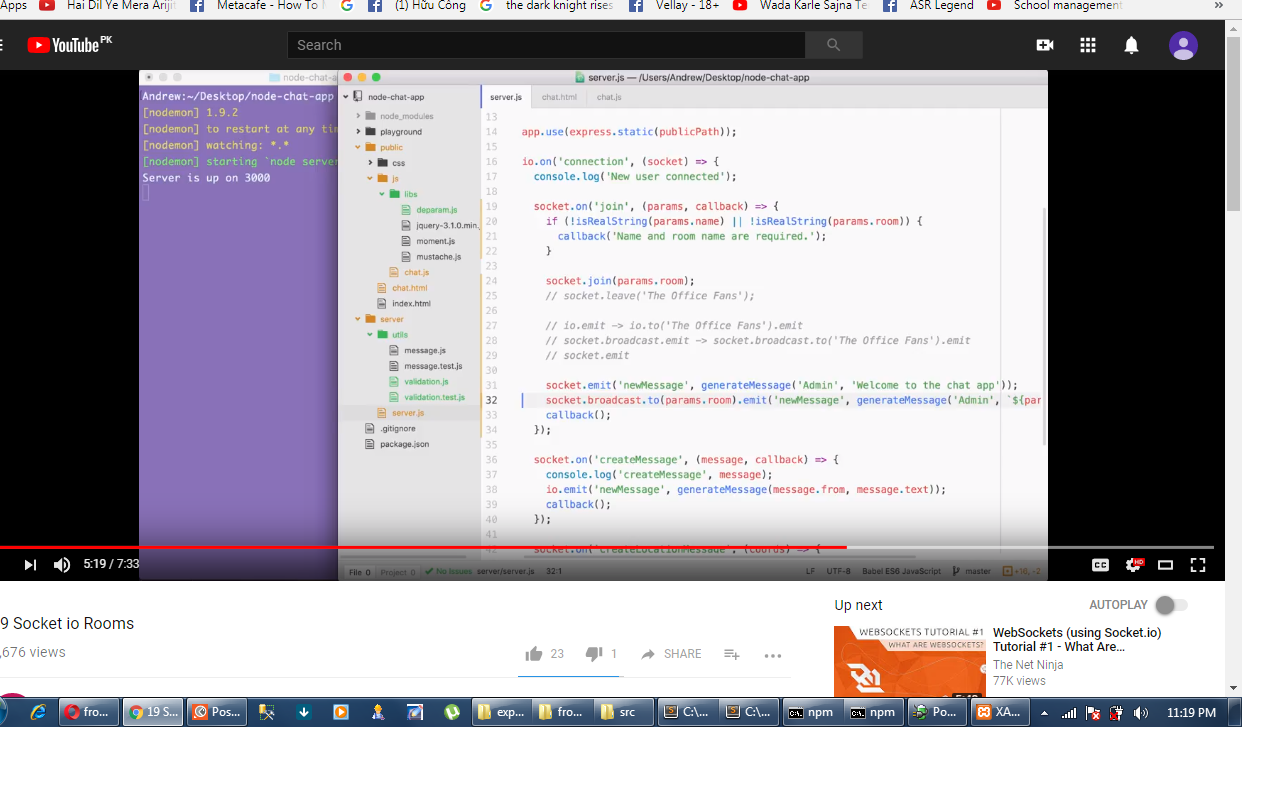 Apps Hai Dil Ye Mera Arijit Metacafe - How To (1) Hữu Công the dark knight rises Vellay - 18+ Wada Karle Sajna Te ASR Legend School management »
YouTube PK Search
node-chat-a server.js — /Users/Andrew/Desktop/node-chat-app
Andrew:~/Desktop/node-chat-app
[nodemon] 1.9.2
[nodemon] to restart at any tim
[nodemon] watching: *.*
[nodemon] starting `node server
Server is up on 3000
node-chat-app
node_modules
playground
public
css
js
libs
deparam.js
jquery-3.1.0.min.
moment.js
mustache.js
chat.js
chat.html
index.html
server
utils
message.js
message.test.js
validation.js
validation.test.js
server.js
.gitignore
package.json
server.js chat.html chat.js
13
14 app.use(express.static(publicPath));
15
16 io.on('connection', (socket) => {
17 console.log('New user connected');
18
19 socket.on('join', (params, callback) => {
20 if (!isRealString(params.name) || !isRealString(params.room)) {
21 callback('Name and room name are required.');
22 }
23
24 socket.join(params.room);
25 // socket.leave('The Office Fans');
26
27 // io.emit -> io.to('The Office Fans').emit
28 // socket.broadcast.emit -> socket.broadcast.to('The Office Fans').emit
29 // socket.emit
30
31 socket.emit('newMessage', generateMessage('Admin', 'Welcome to the chat app'));
32 socket.broadcast.to(params.room).emit('newMessage', generateMessage('Admin', `${par
33 callback();
34 });
35
36 socket.on('createMessage', (message, callback) => {
37 console.log('createMessage', message);
38 io.emit('newMessage', generateMessage(message.from, message.text));
39 callback();
40 });
41
42 socket.on('createLocationMessage', (coords) => {
File 0 Project 0 No Issues server/server.js 32:1 LF UTF-8 Babel ES6 JavaScript master +16, -2
5:19 / 7:33 CC HD
9 Socket io Rooms
,676 views
23 1 SHARE
Up next AUTOPLAY
WEBSOCKETS TUTORIAL #1
WHAT ARE WEBSOCKETS?
WebSockets (using Socket.io)
Tutorial #1 - What Are...
The Net Ninja
77K views
fro... 19 S... Pos... exp... fro... src C:\... C:\... npm npm Po... XA... 11:19 PM